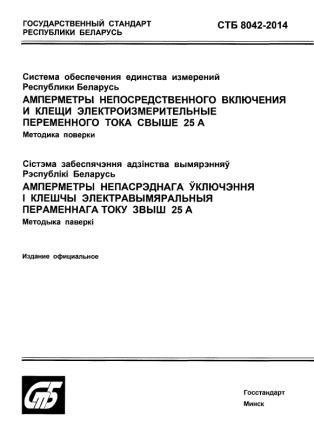 ГОСУДАРСТВЕННЫЙ СТАНДАРТ
РЕСПУБЛИКИ БЕЛАРУСЬ
СТБ 8042-2014
Система обеспечения единства измерений
Республики Беларусь
АМПЕРМЕТРЫ НЕПОСРЕДСТВЕННОГО ВКЛЮЧЕНИЯ
И КЛЕЩИ ЭЛЕКТРОИЗМЕРИТЕЛЬНЫЕ
ПЕРЕМЕННОГО ТОКА СВЫШЕ 25 А
Методика поверки
Сістэма забеспячэння адзінства вымярэнняў
Рэспублікі Беларусь
АМПЕРМЕТРЫ НЕПАСРЭДНАГА ЎКЛЮЧЭННЯ
І КЛЕШЧЫ ЭЛЕКТРАВЫМЯРАЛЬНЫЯ
ПЕРАМЕННАГА ТОКУ ЗВЫШ 25 А
Методыка паверкі
Издание официальное
СТБ
Госстандарт
Минск